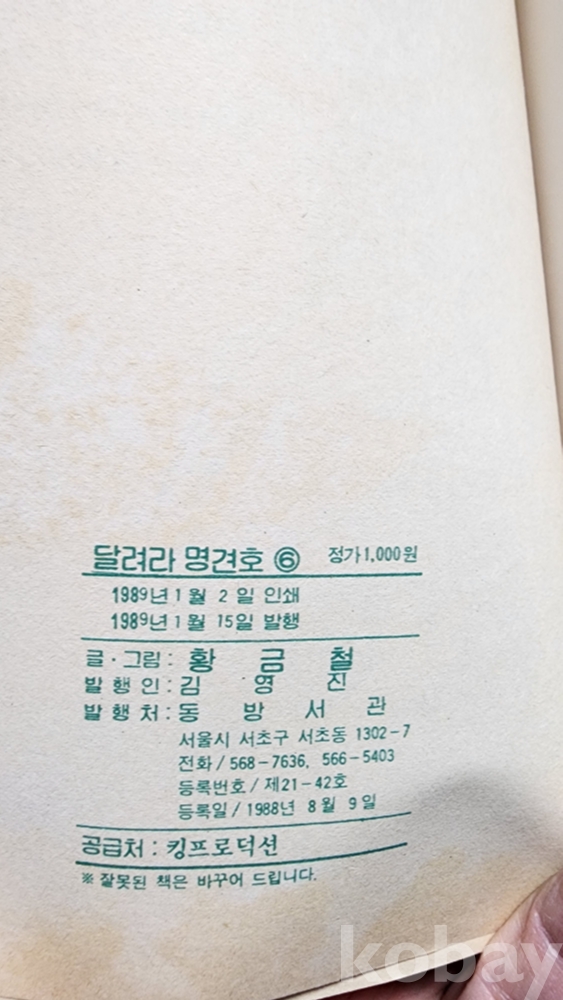 달려라 명견호 ⑥ 정가 1,000원
1989년 1월 2일 인쇄
1989년 1월 15일 발행
글·그림 : 황 금 철
발 행 인 : 김 영 진
발 행 처 : 동 방 서 관
서울시 서초구 서초동 1302-7
전화 / 568-7636, 566-5403
등록번호 / 제21-42호
등록일 / 1988년 8월 9일
공급처 : 킹프로덕션
※ 잘못된 책은 바꾸어 드립니다.
kobay